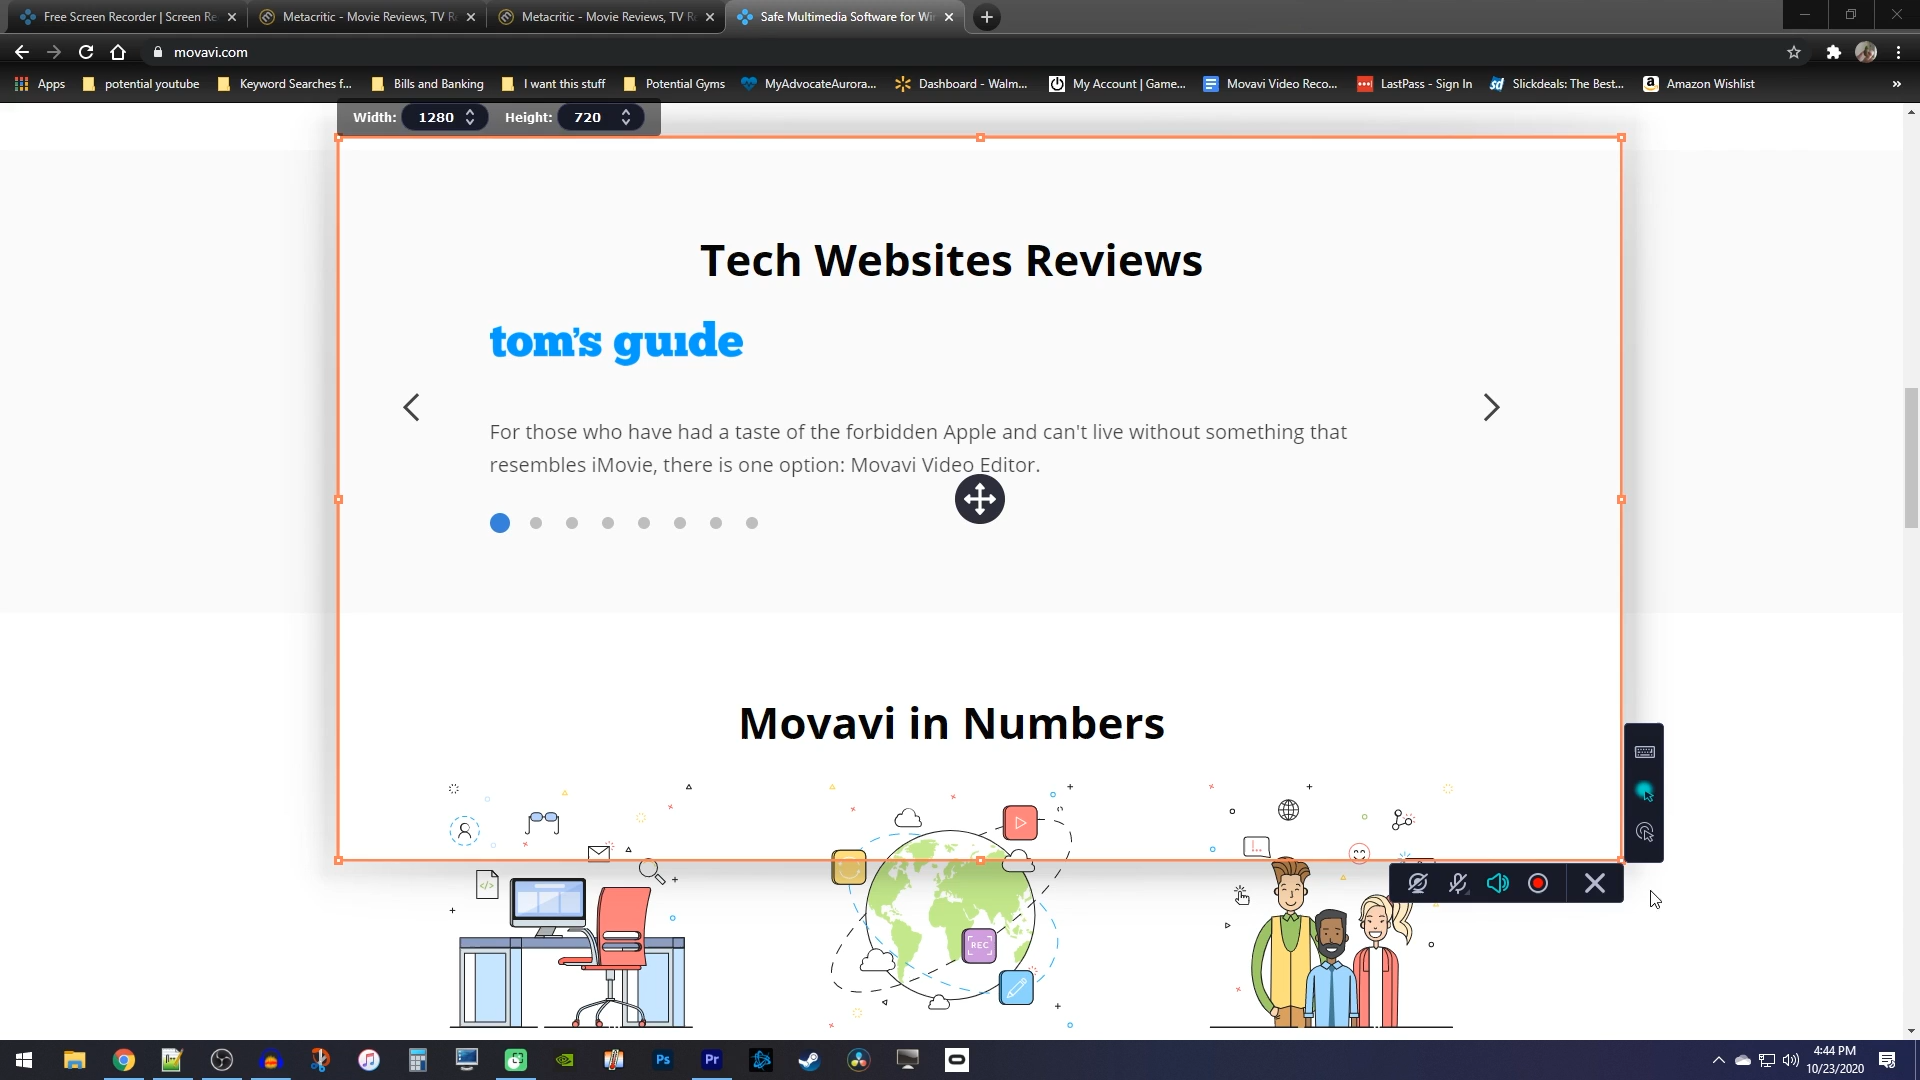 Free Screen Recorder | Screen Re
Metacritic - Movie Reviews, TV R
Metacritic - Movie Reviews, TV R
Safe Multimedia Software for Wi
movavi.com
Apps
potential youtube
Keyword Searches f...
Bills and Banking
I want this stuff
Potential Gyms
MyAdvocateAurora...
Dashboard - Walm...
My Account | Game...
Movavi Video Reco...
LastPass - Sign In
Slickdeals: The Best...
Amazon Wishlist
Width: 1280 Height: 720
Tech Websites Reviews
tom's guide
For those who have had a taste of the forbidden Apple and can't live without something that
resembles iMovie, there is one option: Movavi Video Editor.
Movavi in Numbers
REC
Ps
Pr
4:44 PM
10/23/2020